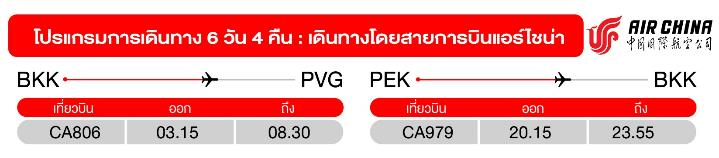 โปรแกรมการเดินทาง 6 วัน 4 คืน : เดินทางโดยสายการบินแอร์ไชน่า
AIR CHINA
中国国际航空公司
BKK PVG
เที่ยวบิน ออก ถึง
CA806 03.15 08.30
PEK BKK
เที่ยวบิน ออก ถึง
CA979 20.15 23.55